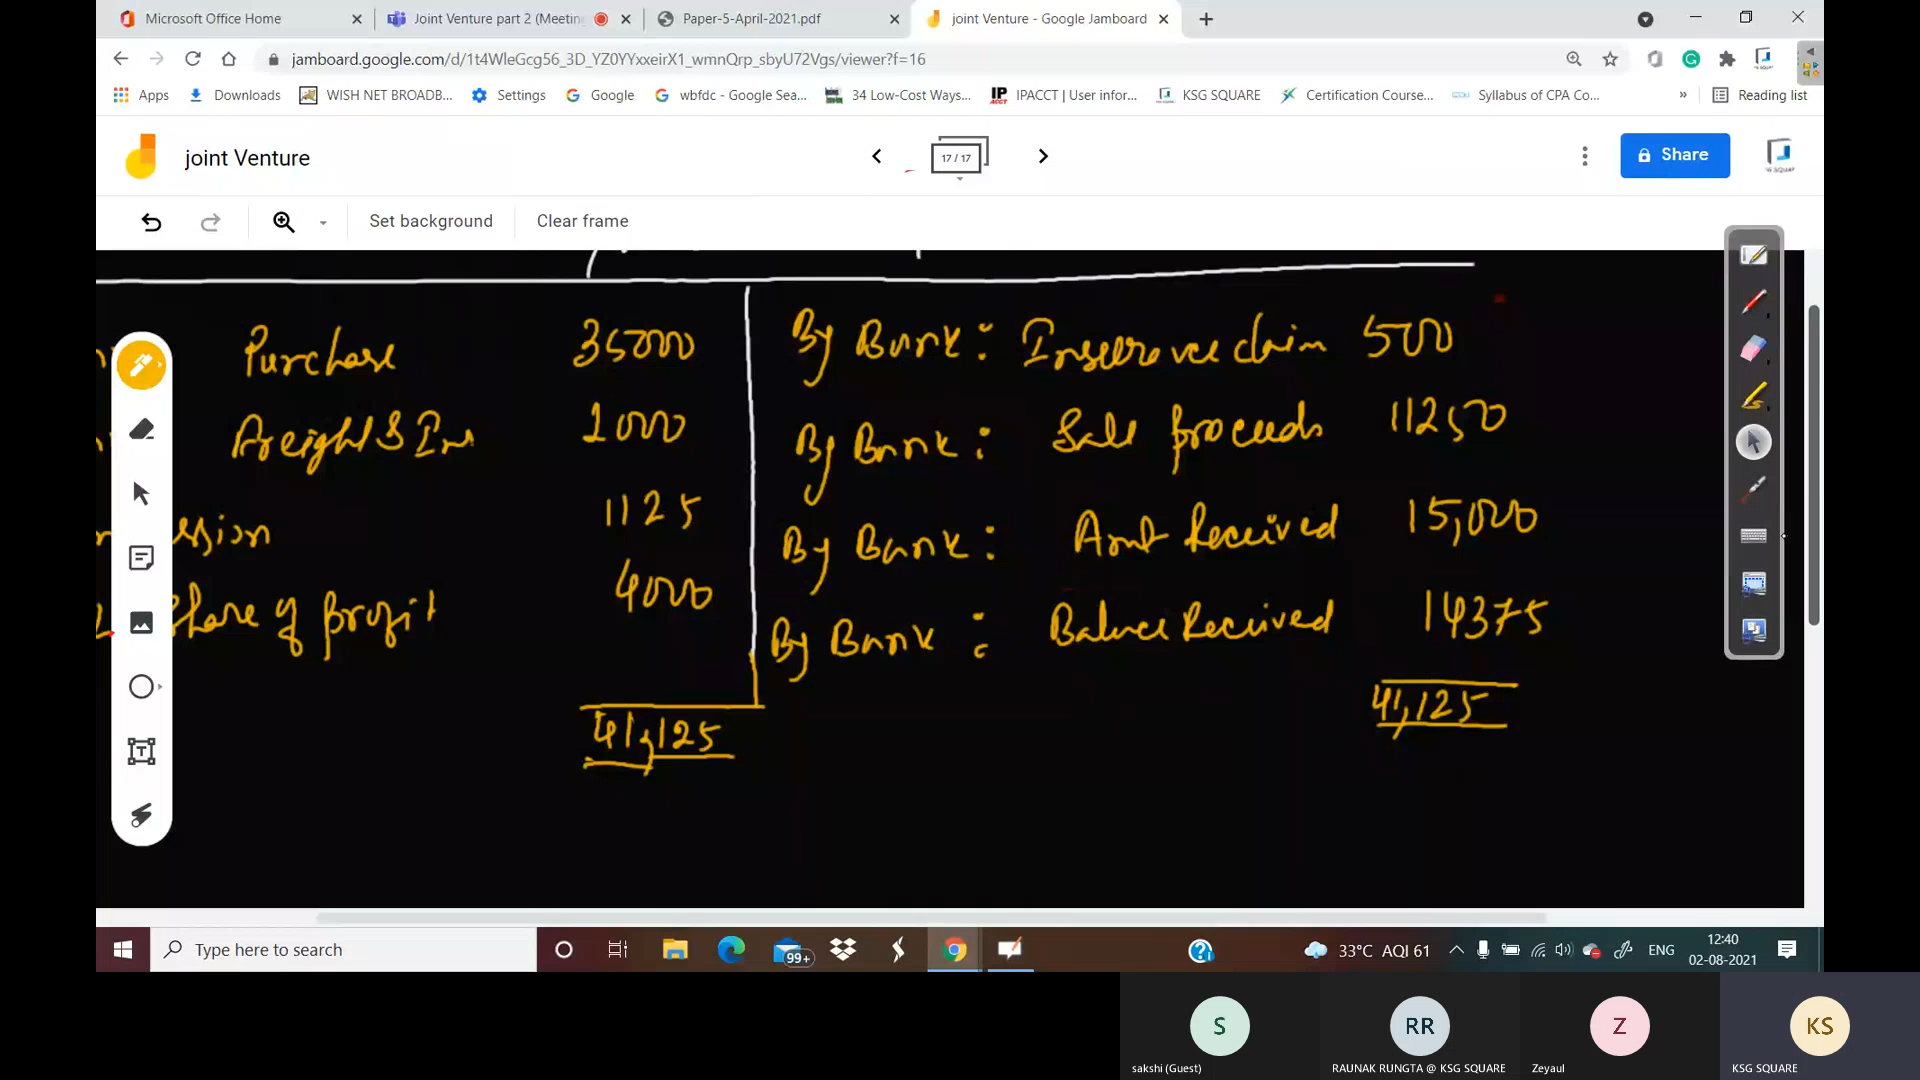 Microsoft Office Home
Joint Venture part 2 (Meetin
Paper-5-April-2021.pdf
joint Venture - Google Jamboard
jamboard.google.com/d/1t4WleGcg56_3D_YZ0YYxxeirX1_wmnQrp_sbyU72Vgs/viewer?f=16
Apps
Downloads
WISH NET BROADB...
Settings
Google
wbfdc - Google Sea...
34 Low-Cost Ways...
IP
ACCT
IPACCT | User infor...
KSG SQUARE
Certification Course...
Syllabus of CPA Co...
»
Reading list
joint Venture
17 / 17
Share
Set background
Clear frame
Purchase 35000 By Bank: Insurance claim 500
Freight & Ins 1000 By Bank: Sale proceeds 11250
ssion 1125 By Bank: Amt Received 15,000
Share of profit 4000 By Bank: Balance Received 14375
41,125 41,125
Type here to search
99+
33°C AQI 61
ENG
12:40
02-08-2021
S
RR
Z
KS
sakshi (Guest)
RAUNAK RUNGTA @ KSG SQUARE
Zeyaul
KSG SQUARE